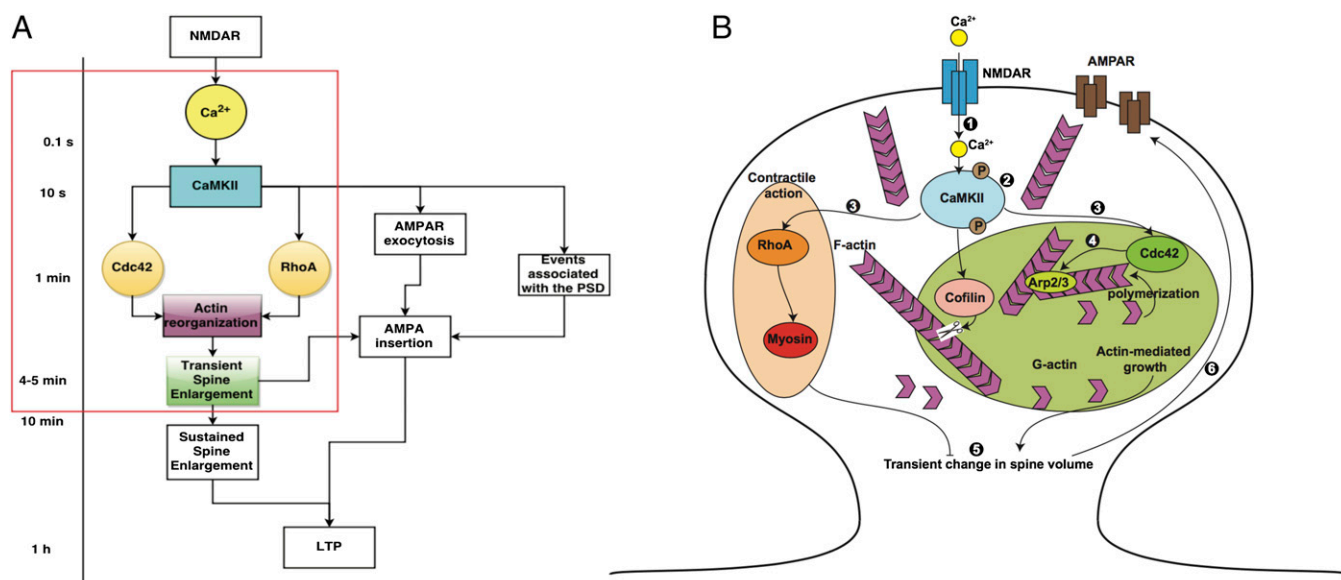 A
NMDAR
Ca²⁺
0.1 s
CaMKII
10 s
AMPAR
exocytosis
Cdc42
RhoA
1 min
Events
associated
with the PSD
Actin
reorganization
AMPA
insertion
Transient
Spine
Enlargement
4-5 min
10 min
Sustained
Spine
Enlargement
LTP
1 h
B
Ca²⁺
NMDAR
AMPAR
1
Ca²⁺
P
2
CaMKII
P
Contractile
action
3
3
RhoA
F-actin
4
Cdc42
Arp2/3
Cofilin
polymerization
Myosin
G-actin
Actin-mediated
growth
6
5
Transient change in spine volume